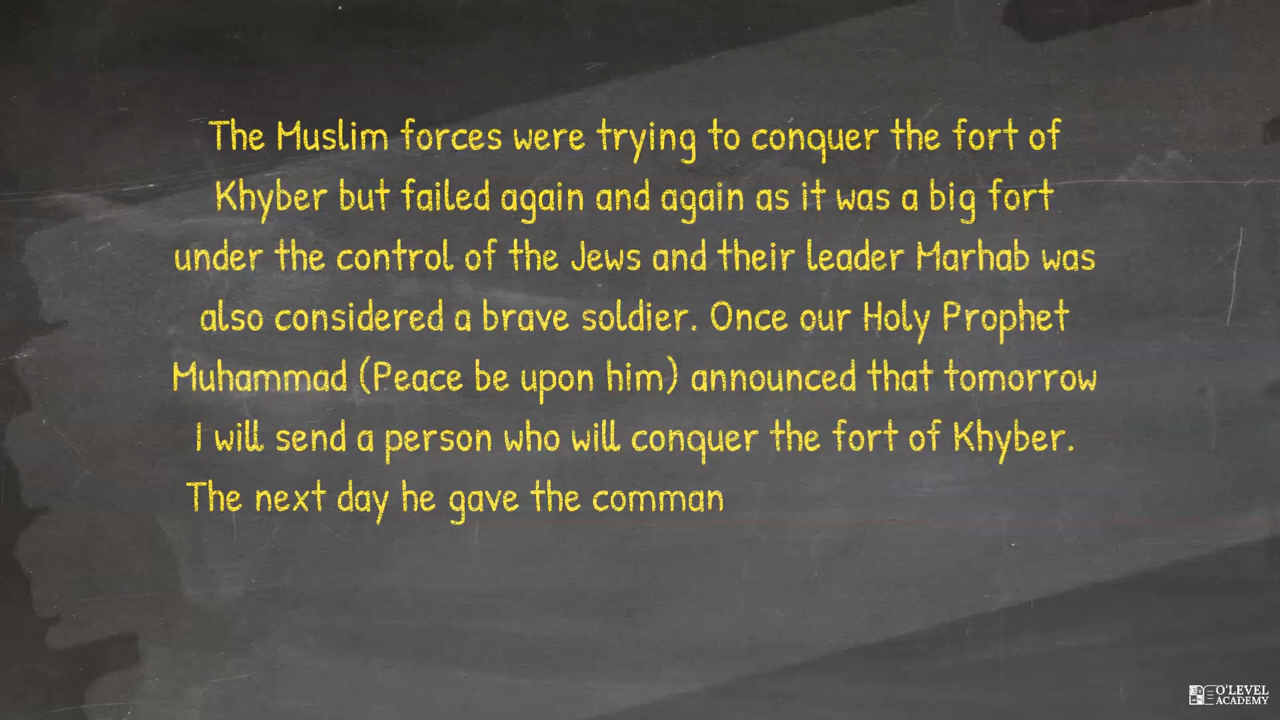 The Muslim forces were trying to conquer the fort of
Khyber but failed again and again as it was a big fort
under the control of the Jews and their leader Marhab was
also considered a brave soldier. Once our Holy Prophet
Muhammad (Peace be upon him) announced that tomorrow
I will send a person who will conquer the fort of Khyber.
The next day he gave the comman
O'LEVEL
ACADEMY